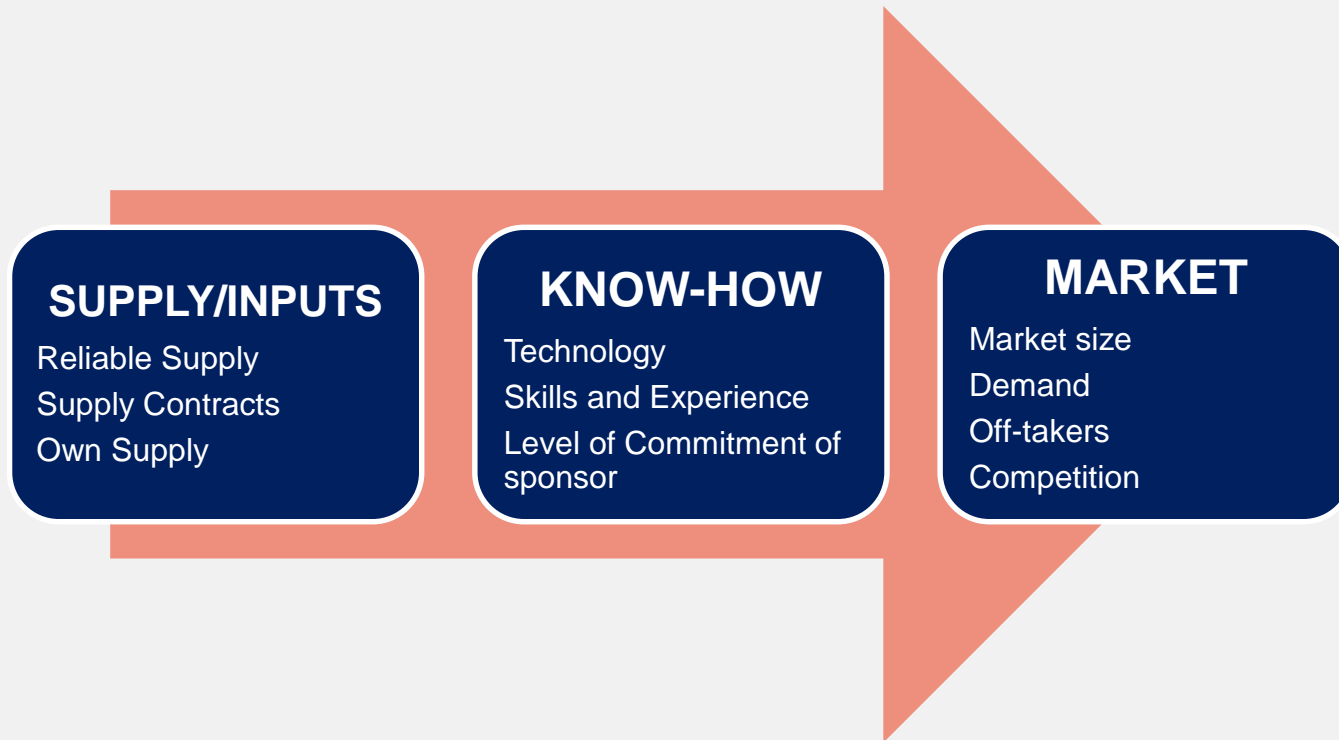 SUPPLY/INPUTS
Reliable Supply
Supply Contracts
Own Supply
KNOW-HOW
Technology
Skills and Experience
Level of Commitment of
sponsor
MARKET
Market size
Demand
Off-takers
Competition